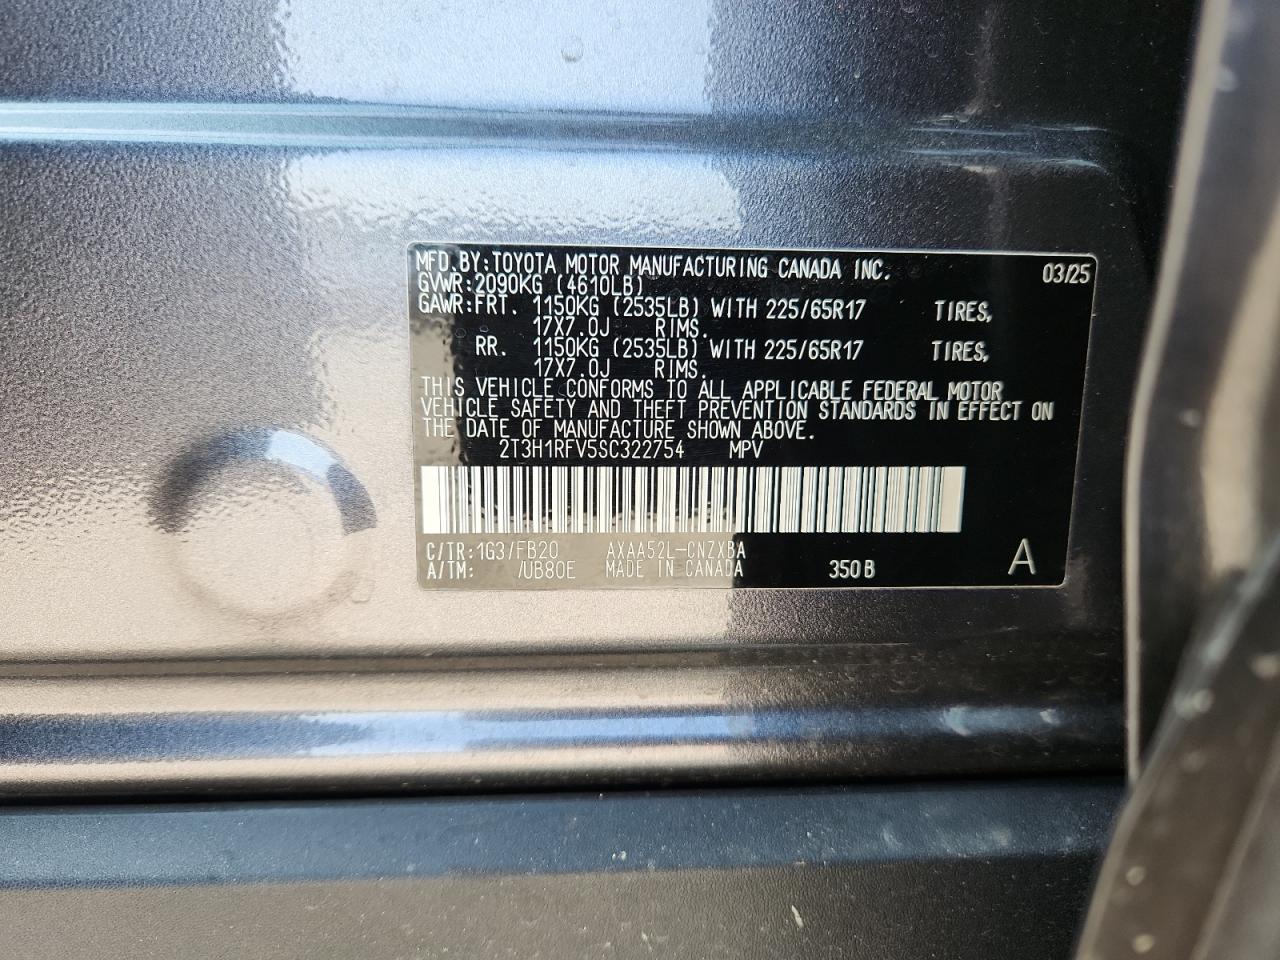 MFD.BY:TOYOTA MOTOR MANUFACTURING CANADA INC. 03/25
GVWR:2090KG (4610LB)
GAWR:FRT. 1150KG (2535LB) WITH 225/65R17 TIRES,
17X7.0J RIMS.
RR. 1150KG (2535LB) WITH 225/65R17 TIRES,
17X7.0J RIMS.
THIS VEHICLE CONFORMS TO ALL APPLICABLE FEDERAL MOTOR
VEHICLE SAFETY AND THEFT PREVENTION STANDARDS IN EFFECT ON
THE DATE OF MANUFACTURE SHOWN ABOVE.
2T3H1RFV5SC322754 MPV
C/TR:1G3/FB20 AXAA52L-CNZXBA
A/TM: /UB80E MADE IN CANADA 350B A